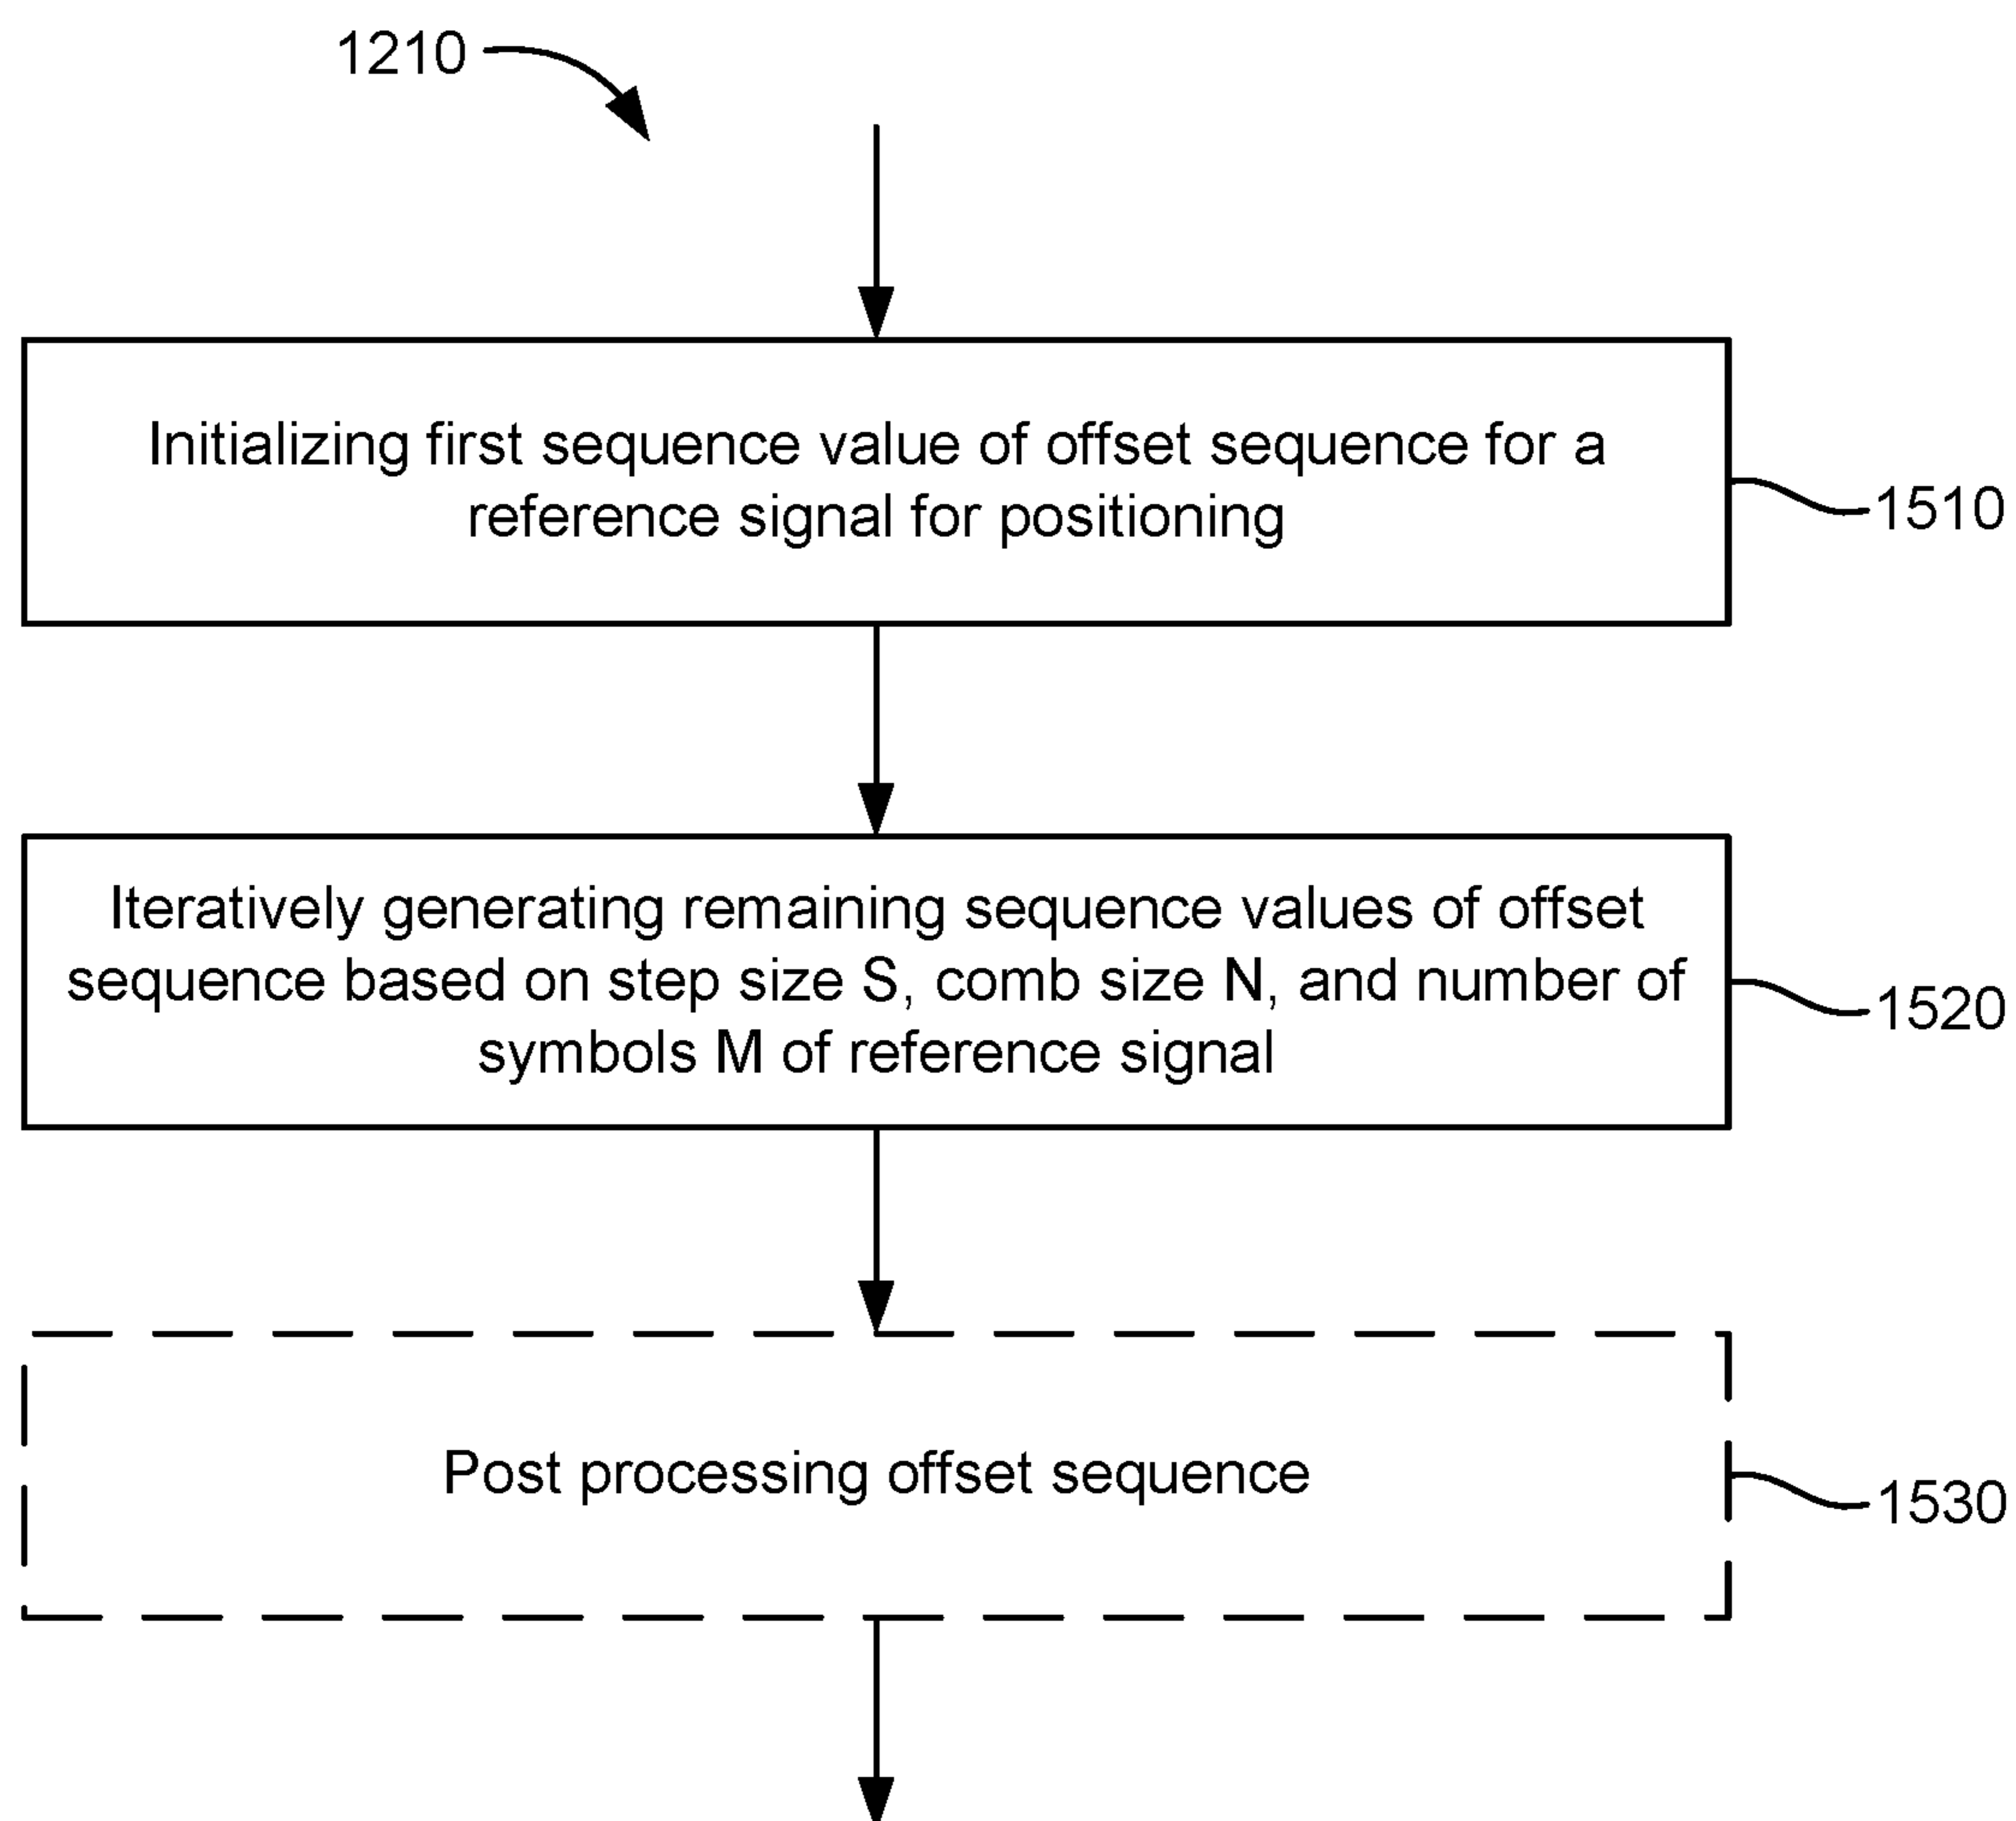 1210
Initializing first sequence value of offset sequence for a
reference signal for positioning
1510
Iteratively generating remaining sequence values of offset
sequence based on step size S, comb size N, and number of
symbols M of reference signal
1520
Post processing offset sequence
1530